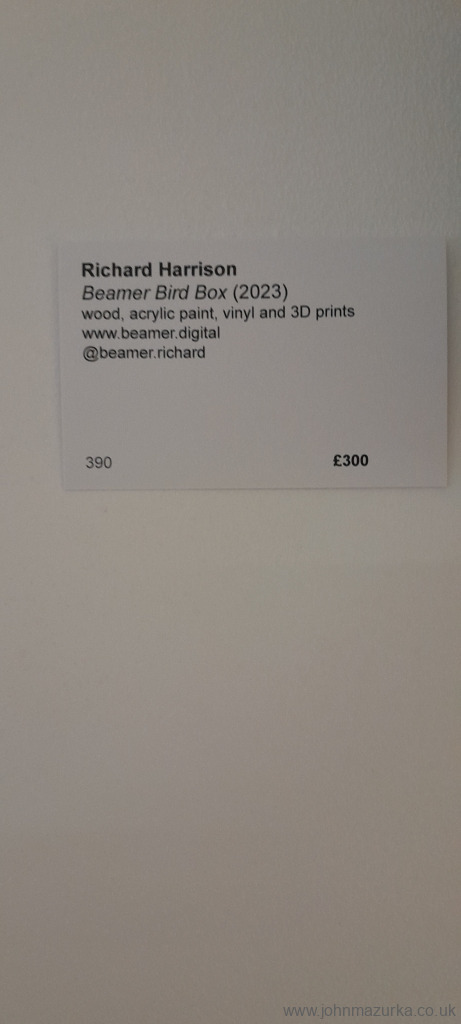 Richard Harrison
Beamer Bird Box (2023)
wood, acrylic paint, vinyl and 3D prints
www.beamer.digital
@beamer.richard
390 £300
www.johnmazurka.co.uk